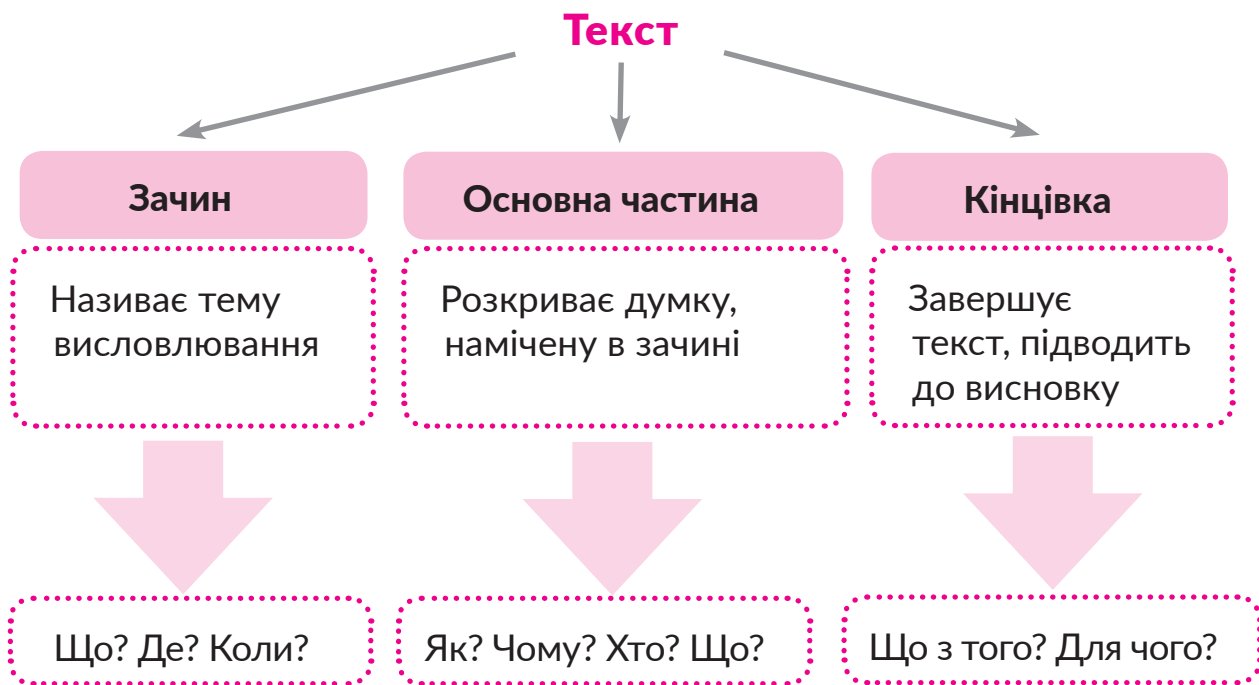 Текст
Зачин
Називає тему
висловлювання
Що? Де? Коли?
Основна частина
Розкриває думку,
намічену в зачині
Як? Чому? Хто? Що?
Кінцівка
Завершує
текст, підводить
до висновку
Що з того? Для чого?